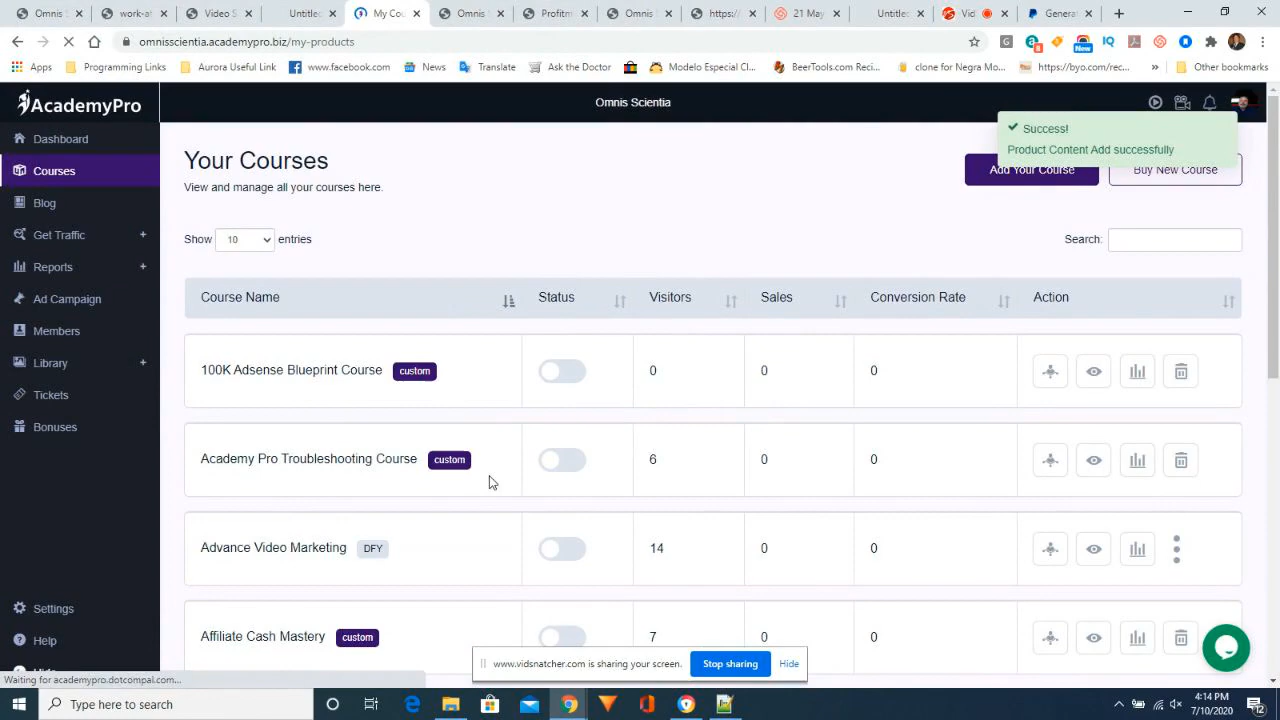 Omnis
work-a
Video S
Untitle
My Cou
Omnis
Profitm
Omnis
https:/
21 May
Untitle
Vid
Genera
omnisscientia.academypro.biz/my-products
8
New
Apps
Programming Links
Aurora Useful Link
www.facebook.com
News
Translate
Ask the Doctor
Modelo Especial Cl...
BeerTools.com Reci...
clone for Negra Mo...
https://byo.com/rec...
Other bookmarks
AcademyPro
Omnis Scientia
Success!
Product Content Add successfully
Dashboard
Courses
Blog
Get Traffic +
Reports +
Ad Campaign
Members
Library +
Tickets
Bonuses
Settings
Help
Your Courses
View and manage all your courses here.
Add Your Course
Buy New Course
Show 10 entries
Search:
Course Name Status Visitors Sales Conversion Rate Action
100K Adsense Blueprint Course custom 0 0 0
Academy Pro Troubleshooting Course custom 6 0 0
Advance Video Marketing DFY 14 0 0
Affiliate Cash Mastery custom 7 0 0
www.vidsnatcher.com is sharing your screen. Stop sharing Hide
Waiting for academypro.dotcompal.com...
Type here to search
4:14 PM
7/10/2020
12